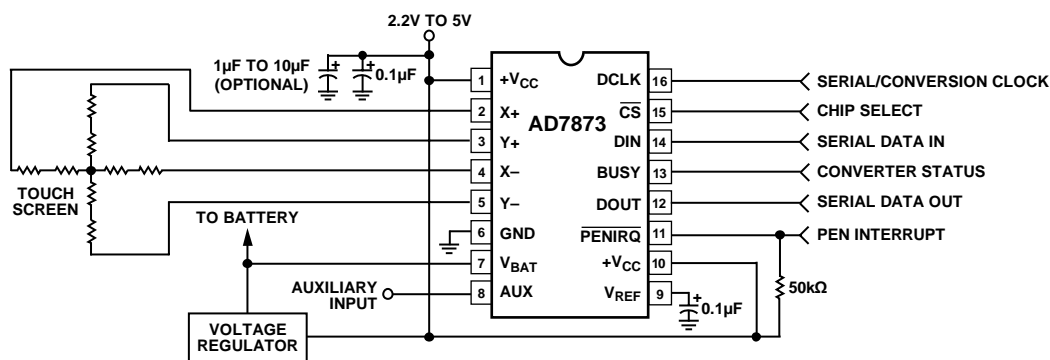 2.2V TO 5V
1µF TO 10µF
(OPTIONAL)
+
+
0.1µF
TOUCH
SCREEN
TO BATTERY
AUXILIARY
INPUT
VOLTAGE
REGULATOR
AD7873
1 +VCC
2 X+
3 Y+
4 X–
5 Y–
6 GND
7 VBAT
8 AUX
DCLK 16 SERIAL/CONVERSION CLOCK
CS 15 CHIP SELECT
DIN 14 SERIAL DATA IN
BUSY 13 CONVERTER STATUS
DOUT 12 SERIAL DATA OUT
PENIRQ 11 PEN INTERRUPT
+VCC 10
VREF 9
+
0.1µF
50kΩ